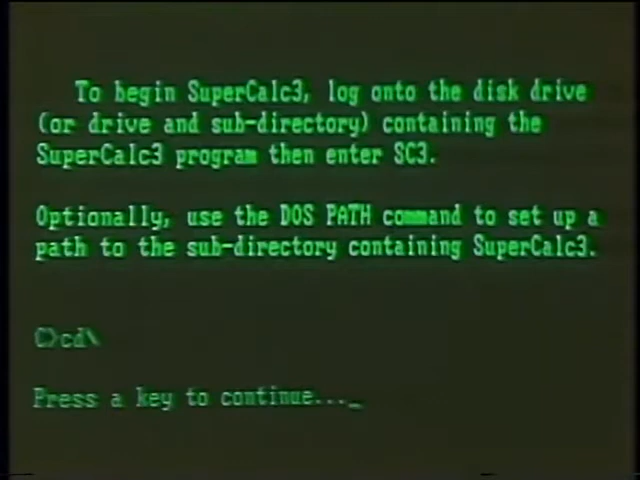 To begin SuperCalc3, log onto the disk drive
(or drive and sub-directory) containing the
SuperCalc3 program then enter SC3.
Optionally, use the DOS PATH command to set up a
path to the sub-directory containing SuperCalc3.
C>cd\
Press a key to continue..._